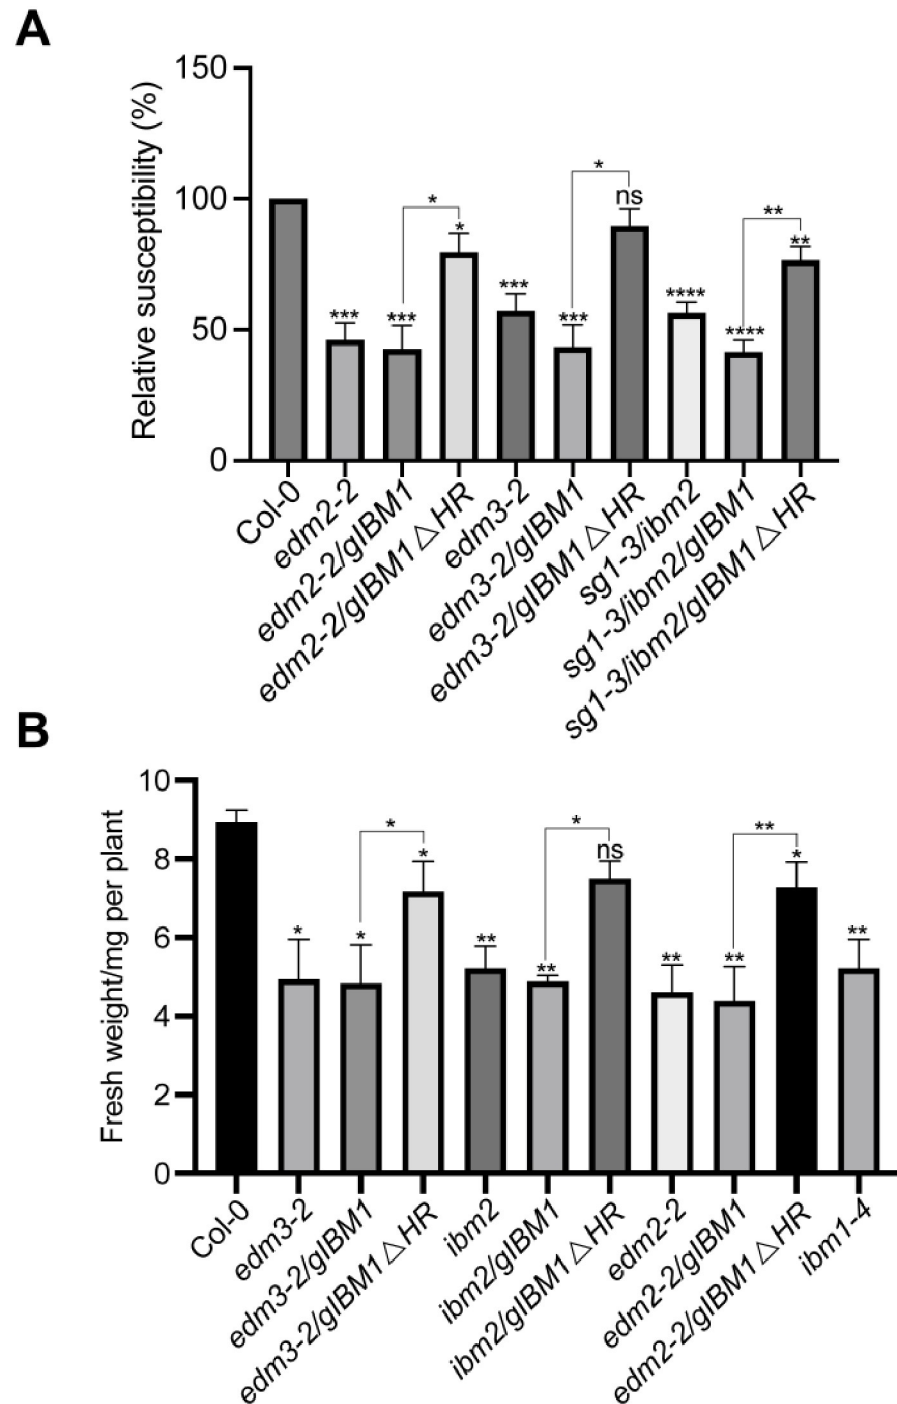 A
Relative susceptibility (%)
150
100
50
0
***
***
*
*
***
***
*
ns
****
****
**
**
Col-0
edm2-2
edm2-2/gIBM1
edm2-2/gIBM1△HR
edm3-2
edm3-2/gIBM1
edm3-2/gIBM1△HR
sg1-3/ibm2
sg1-3/ibm2/gIBM1
sg1-3/ibm2/gIBM1△HR
B
Fresh weight/mg per plant
10
8
6
4
2
0
*
*
*
*
**
**
*
ns
**
**
**
*
**
Col-0
edm3-2
edm3-2/gIBM1
edm3-2/gIBM1△HR
ibm2
ibm2/gIBM1
ibm2/gIBM1△HR
edm2-2
edm2-2/gIBM1
edm2-2/gIBM1△HR
ibm1-4